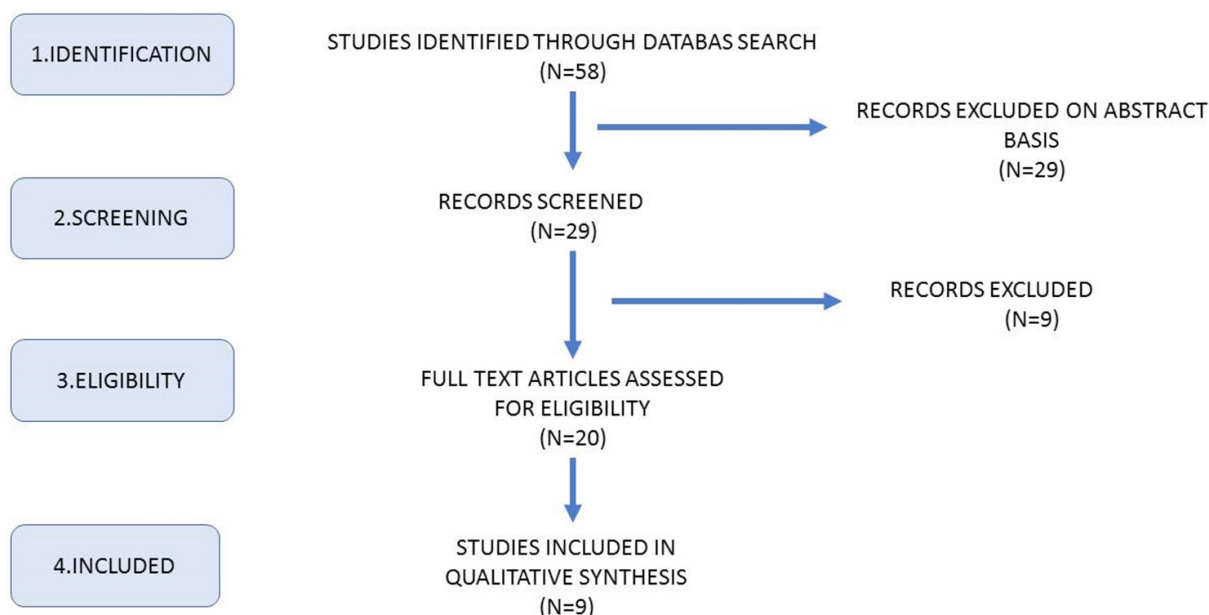 1.IDENTIFICATION
STUDIES IDENTIFIED THROUGH DATABAS SEARCH
(N=58)
RECORDS EXCLUDED ON ABSTRACT
BASIS
(N=29)
2.SCREENING
RECORDS SCREENED
(N=29)
RECORDS EXCLUDED
(N=9)
3.ELIGIBILITY
FULL TEXT ARTICLES ASSESSED
FOR ELIGIBILITY
(N=20)
4.INCLUDED
STUDIES INCLUDED IN
QUALITATIVE SYNTHESIS
(N=9)